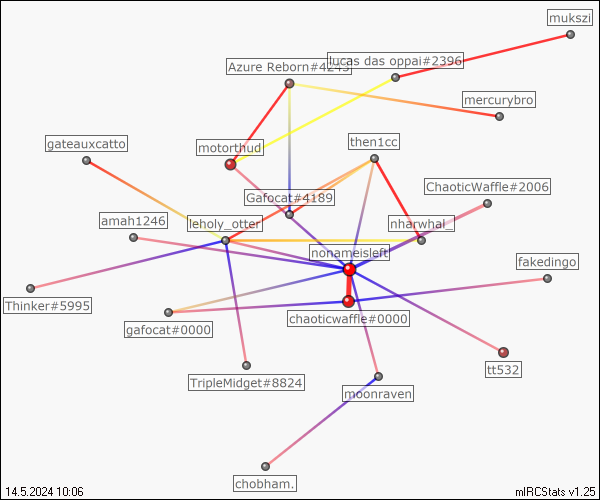 mukszi
lucas das oppai#2396
Azure Reborn#4243
mercurybro
motorthud
then1cc
gateauxcatto
ChaoticWaffle#2006
Gafocat#4189
amah1246
leholy_otter
nharwhal_
nonameisleft
fakedingo
Thinker#5995
chaoticwaffle#0000
gafocat#0000
tt532
TripleMidget#8824
moonraven
chobham.
14.5.2024 10:06
mIRCStats v1.25